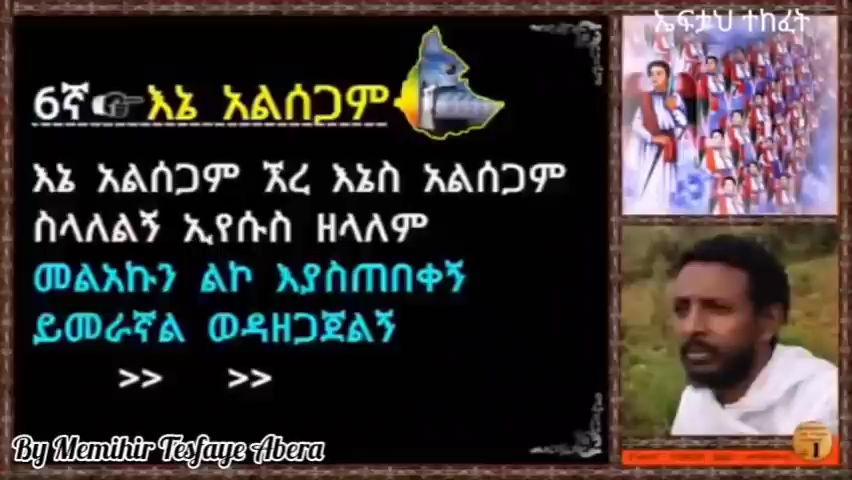 ኤፍታህ ተከፈት
6ኛ👉እኔ አልሰጋም
እኔ አልሰጋም ኧረ እኔስ አልሰጋም
ስላለልኝ ኢየሱስ ዘላለም
መልአኩን ልኮ እያስጠበቀኝ
ይመራኛል ወዳዘጋጀልኝ
>> >>
By Memihir Tesfaye Abera
1